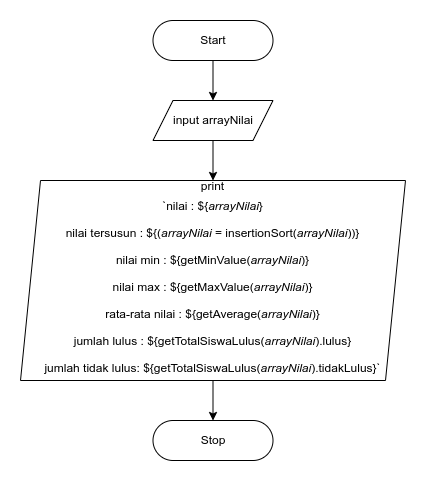 Start
input arrayNilai
print
`nilai : ${arrayNilai}
nilai tersusun : ${(arrayNilai = insertionSort(arrayNilai))}
nilai min : ${getMinValue(arrayNilai)}
nilai max : ${getMaxValue(arrayNilai)}
rata-rata nilai : ${getAverage(arrayNilai)}
jumlah lulus : ${getTotalSiswaLulus(arrayNilai).lulus}
jumlah tidak lulus: ${getTotalSiswaLulus(arrayNilai).tidakLulus}`
Stop